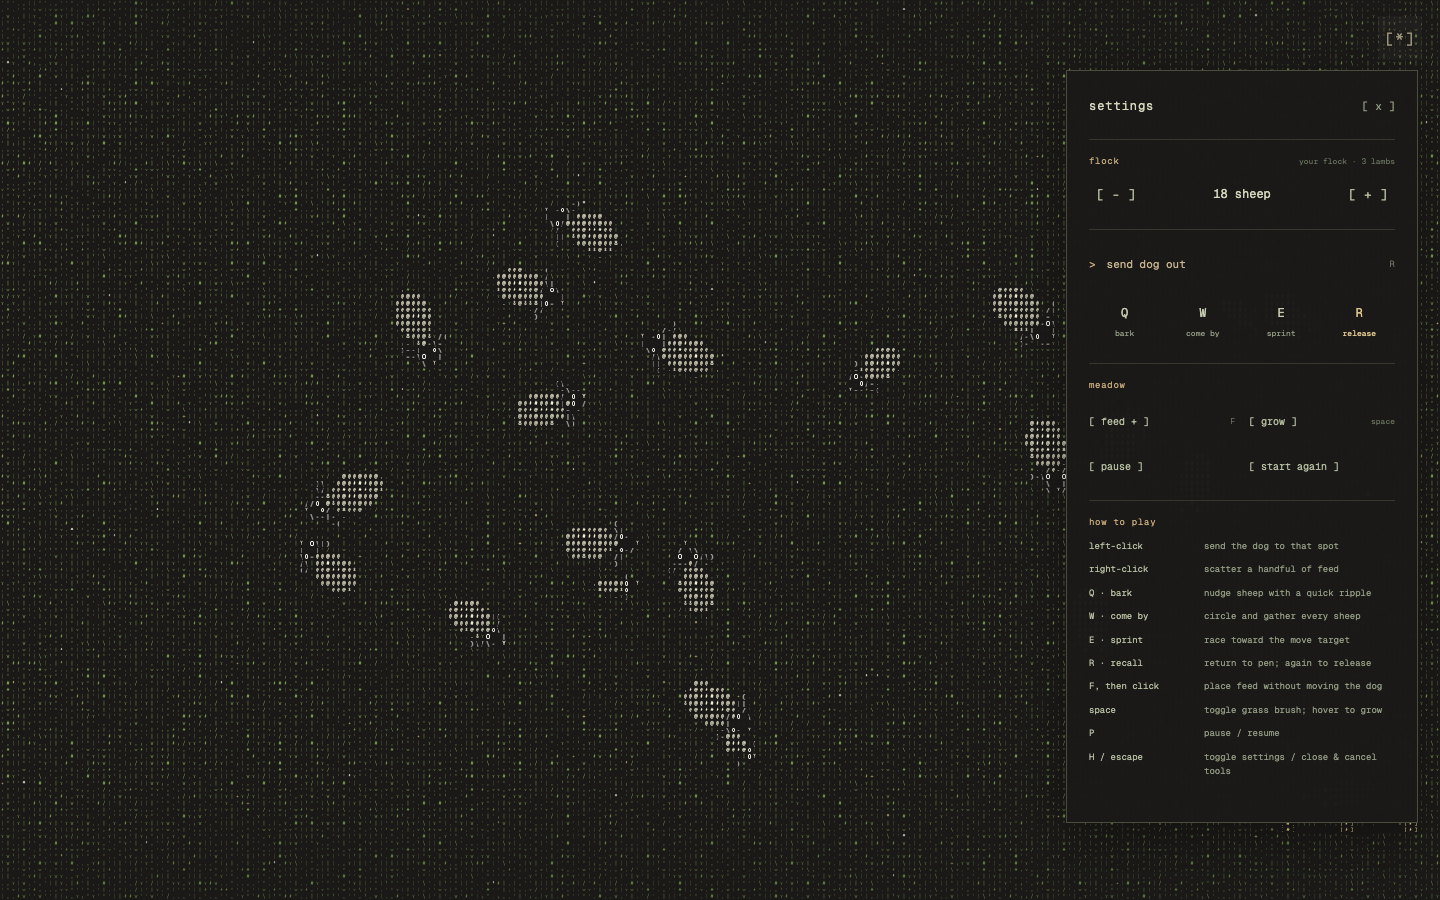 [*]
settings [ x ]
flock your flock · 3 lambs
[ - ] 18 sheep [ + ]
> send dog out R
Q W E R
bark come by sprint release
meadow
[ feed + ] F [ grow ] space
[ pause ] [ start again ]
how to play
left-click send the dog to that spot
right-click scatter a handful of feed
Q · bark nudge sheep with a quick ripple
W · come by circle and gather every sheep
E · sprint race toward the move target
R · recall return to pen; again to release
F, then click place feed without moving the dog
space toggle grass brush; hover to grow
P pause / resume
H / escape toggle settings / close & cancel
tools